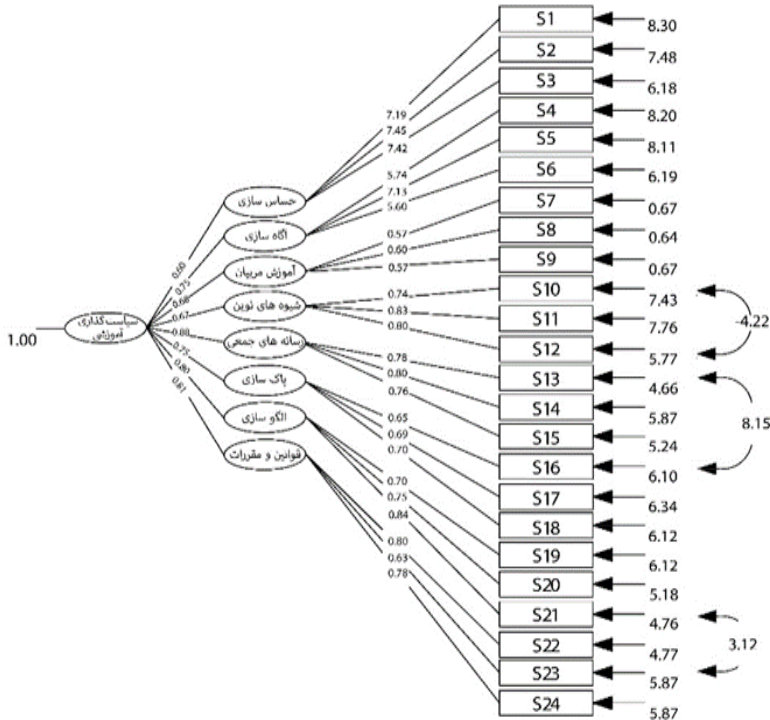 S1
8.30
S2
7.48
S3
6.18
S4
8.20
S5
8.11
S6
6.19
S7
0.67
S8
0.64
S9
0.67
S10
7.43
S11
7.76
S12
5.77
S13
4.66
S14
5.87
S15
5.24
S16
6.10
S17
6.34
S18
6.12
S19
6.12
S20
5.18
S21
4.76
S22
4.77
S23
5.87
S24
5.87
-4.22
8.15
3.12
7.19
7.45
7.42
5.74
7.13
5.60
0.57
0.60
0.57
0.74
0.83
0.80
0.78
0.80
0.76
0.65
0.69
0.70
0.70
0.75
0.84
0.80
0.63
0.78
حساس سازی
آگاه سازی
آموزش مربیان
شیوه های نوین
رسانه های جمعی
پاک سازی
الگو سازی
قوانین و مقررات
0.60
0.75
0.68
0.67
0.88
0.75
0.80
0.81
سیاست گذاری
آموزشی
1.00